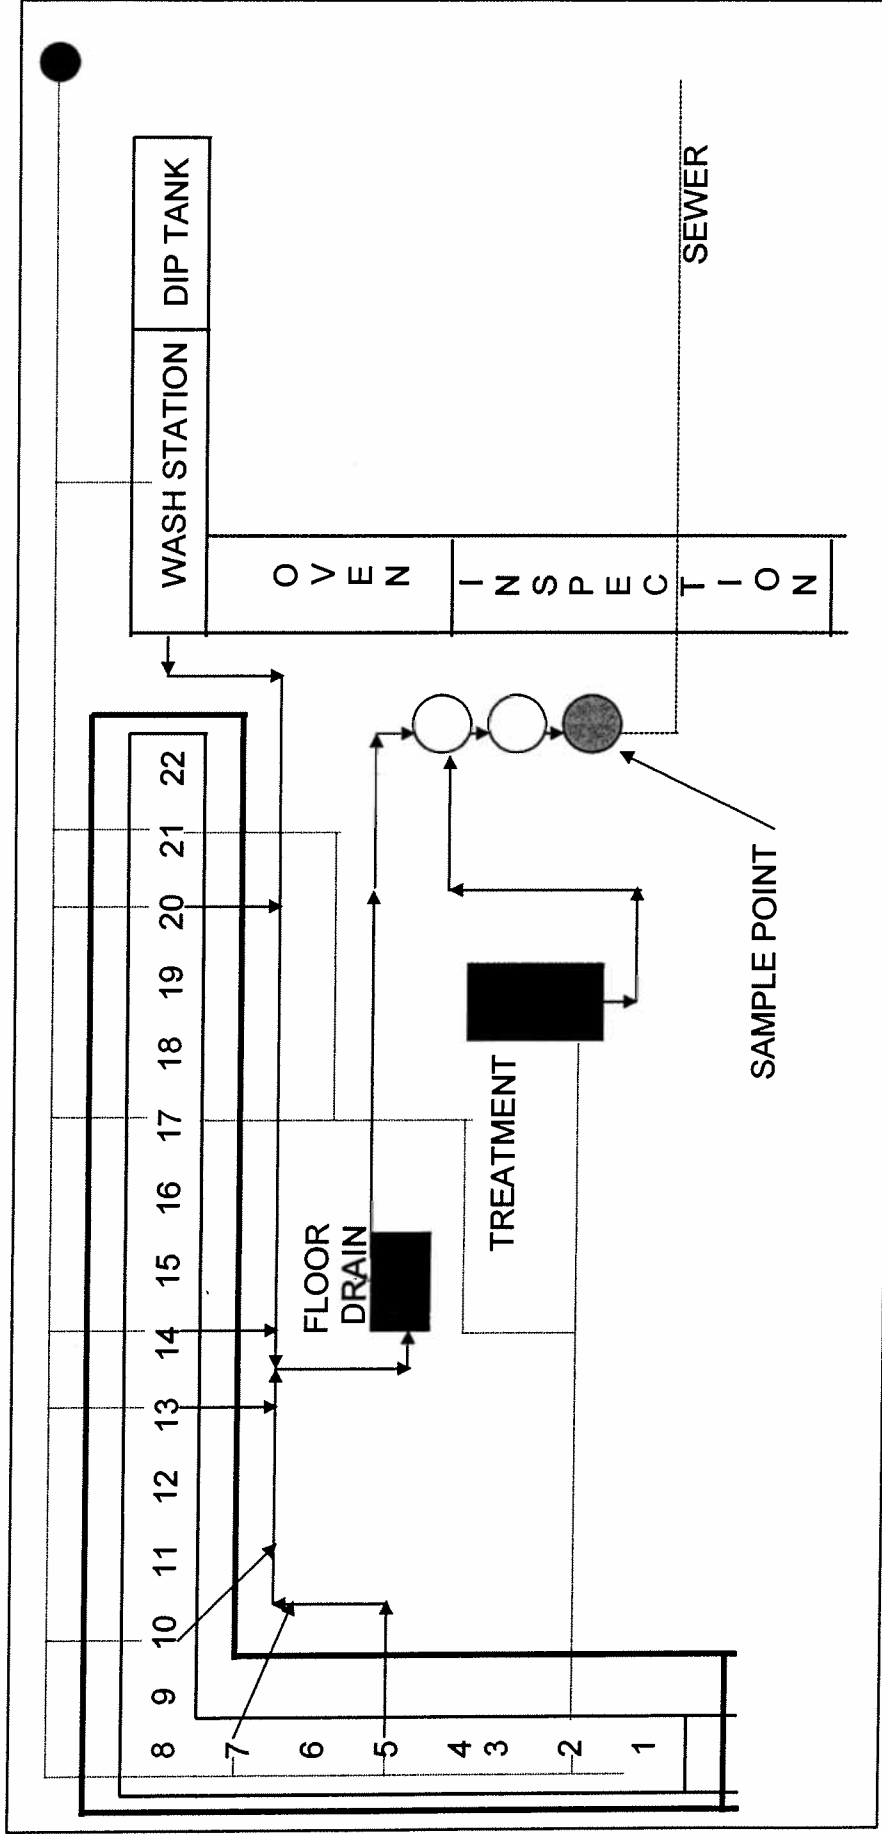 WASH STATION
DIP TANK
OVEN
INSPECTION
SEWER
8
9
10
11
12
13
14
15
16
17
18
19
20
21
22
7
6
5
4
3
2
1
FLOOR
DRAIN
TREATMENT
SAMPLE POINT